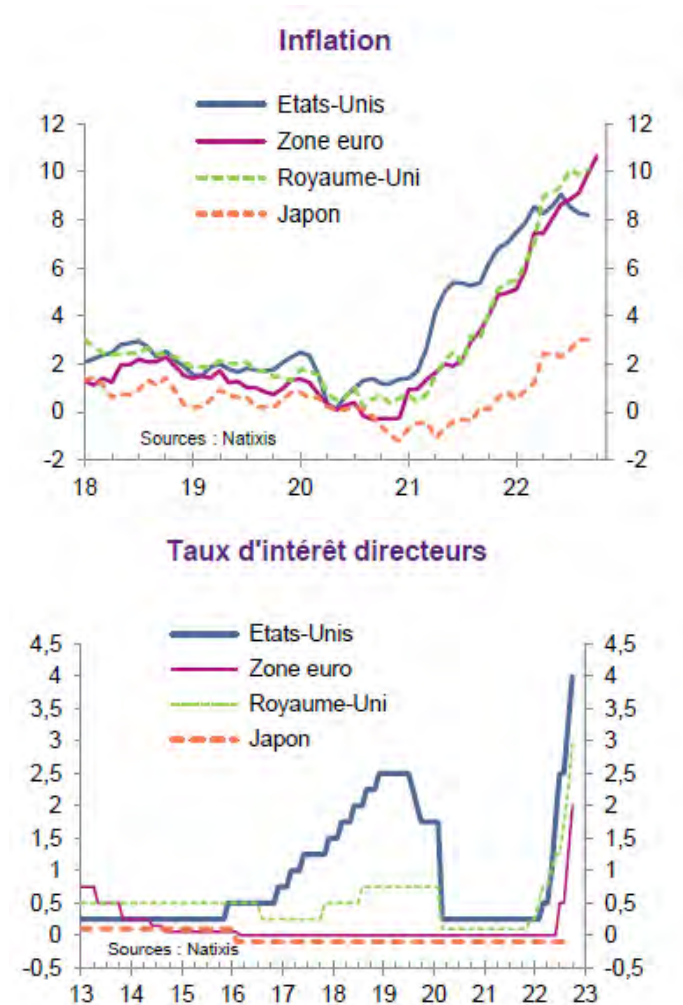 Inflation
Etats-Unis
Zone euro
Royaume-Uni
Japon
12 12
10 10
8 8
6 6
4 4
2 2
0 0
-2 -2
Sources : Natixis
18 19 20 21 22
Taux d'intérêt directeurs
Etats-Unis
Zone euro
Royaume-Uni
Japon
4,5 4,5
4 4
3,5 3,5
3 3
2,5 2,5
2 2
1,5 1,5
1 1
0,5 0,5
0 0
-0,5 -0,5
Sources : Natixis
13 14 15 16 17 18 19 20 21 22 23